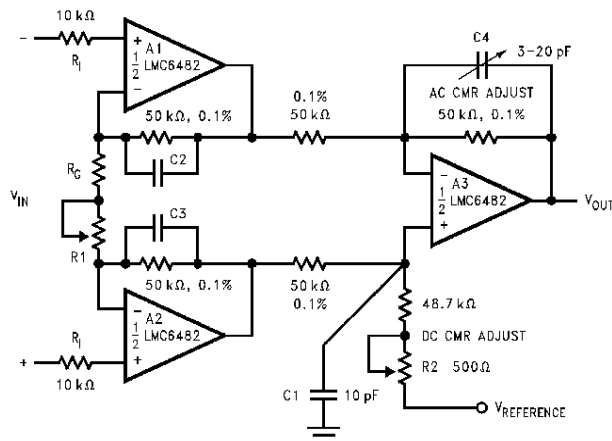 10 kΩ
−
RI
+
A1
1/2
LMC6482
−
C4
3-20 pF
AC CMR ADJUST
50 kΩ, 0.1%
0.1%
50 kΩ
50 kΩ, 0.1%
C2
RG
VIN
R1
C3
−
A3
1/2
LMC6482
+
VOUT
50 kΩ, 0.1%
50 kΩ
0.1%
−
A2
1/2
LMC6482
+
+
RI
10 kΩ
48.7 kΩ
DC CMR ADJUST
R2 500Ω
C1
10 pF
VREFERENCE